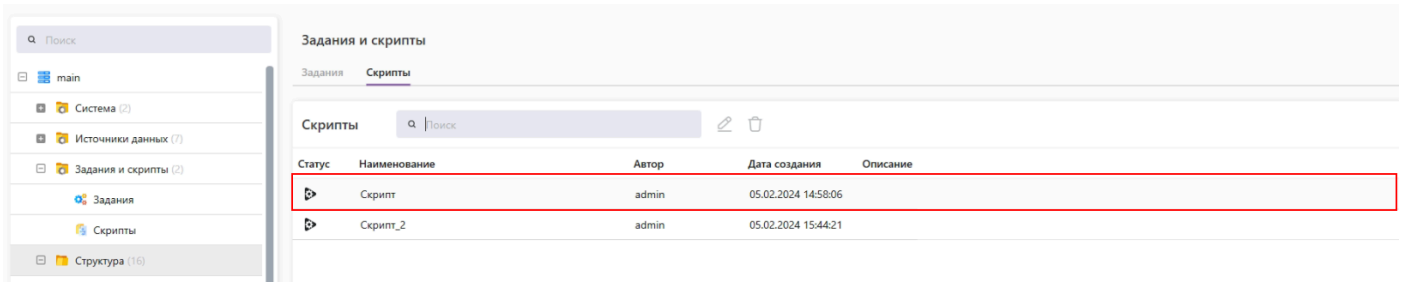 Поиск
main
Система (2)
Источники данных (7)
Задания и скрипты (2)
Задания
Скрипты
Структура (16)
Задания и скрипты
Задания Скрипты
Скрипты Поиск
Статус Наименование Автор Дата создания Описание
Скрипт admin 05.02.2024 14:58:06
Скрипт_2 admin 05.02.2024 15:44:21